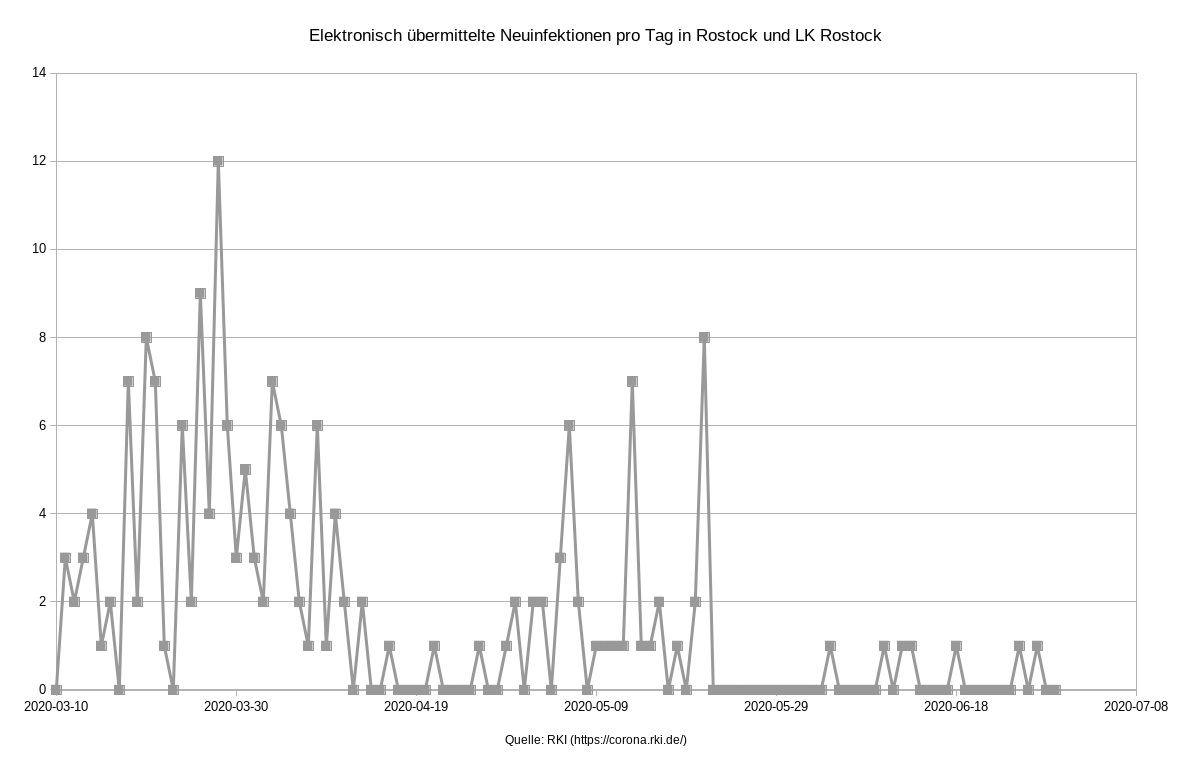 Elektronisch übermittelte Neuinfektionen pro Tag in Rostock und LK Rostock
14
12
10
8
6
4
2
0
2020-03-10 2020-03-30 2020-04-19 2020-05-09 2020-05-29 2020-06-18 2020-07-08
Quelle: RKI (https://corona.rki.de/)